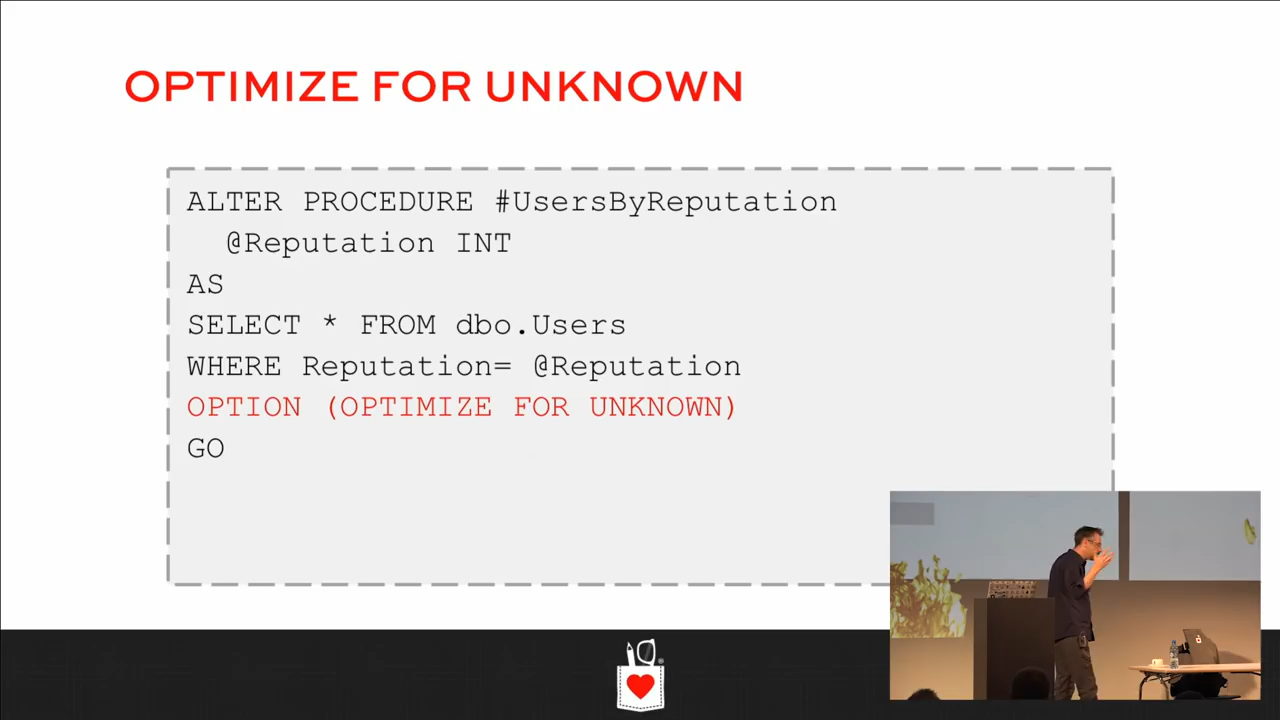 OPTIMIZE FOR UNKNOWN
ALTER PROCEDURE #UsersByReputation
@Reputation INT
AS
SELECT * FROM dbo.Users
WHERE Reputation= @Reputation
OPTION (OPTIMIZE FOR UNKNOWN)
GO